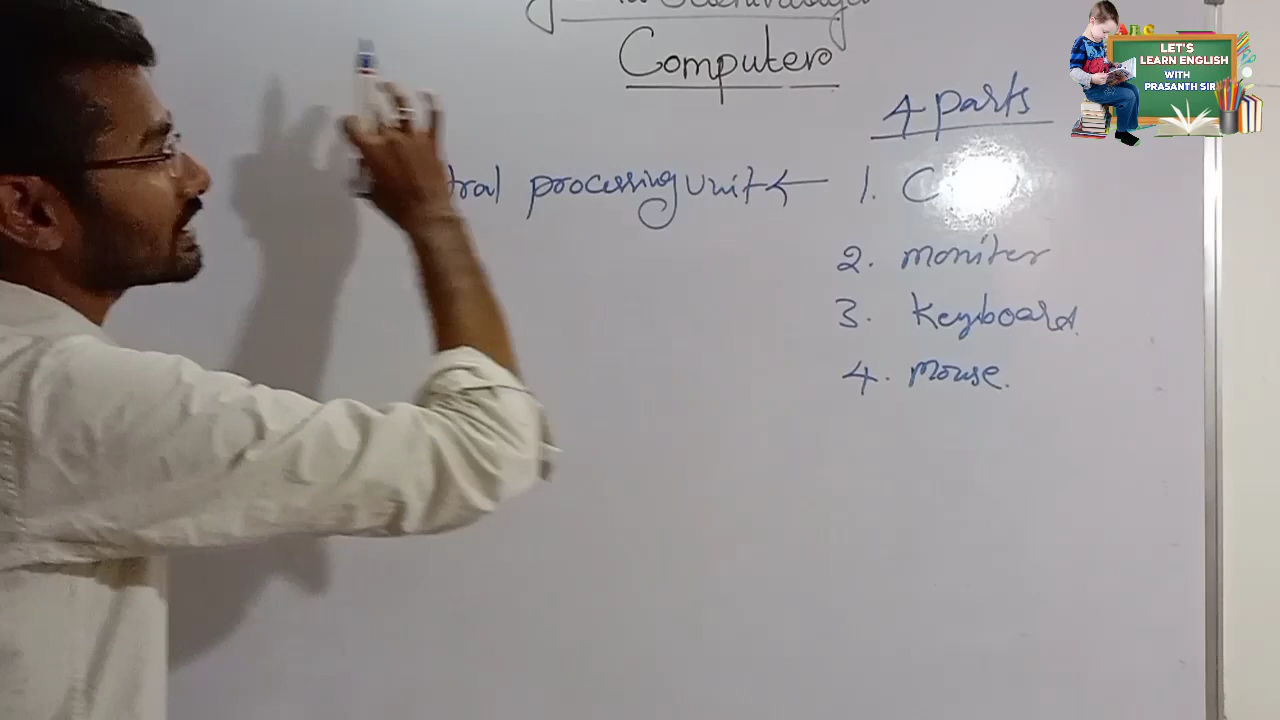 Computer
4 parts
tral processing unit ← 1. C
2. moniter
3. Keyboard.
4. mouse.
ABC
LET'S
LEARN ENGLISH
WITH
PRASANTH SIR